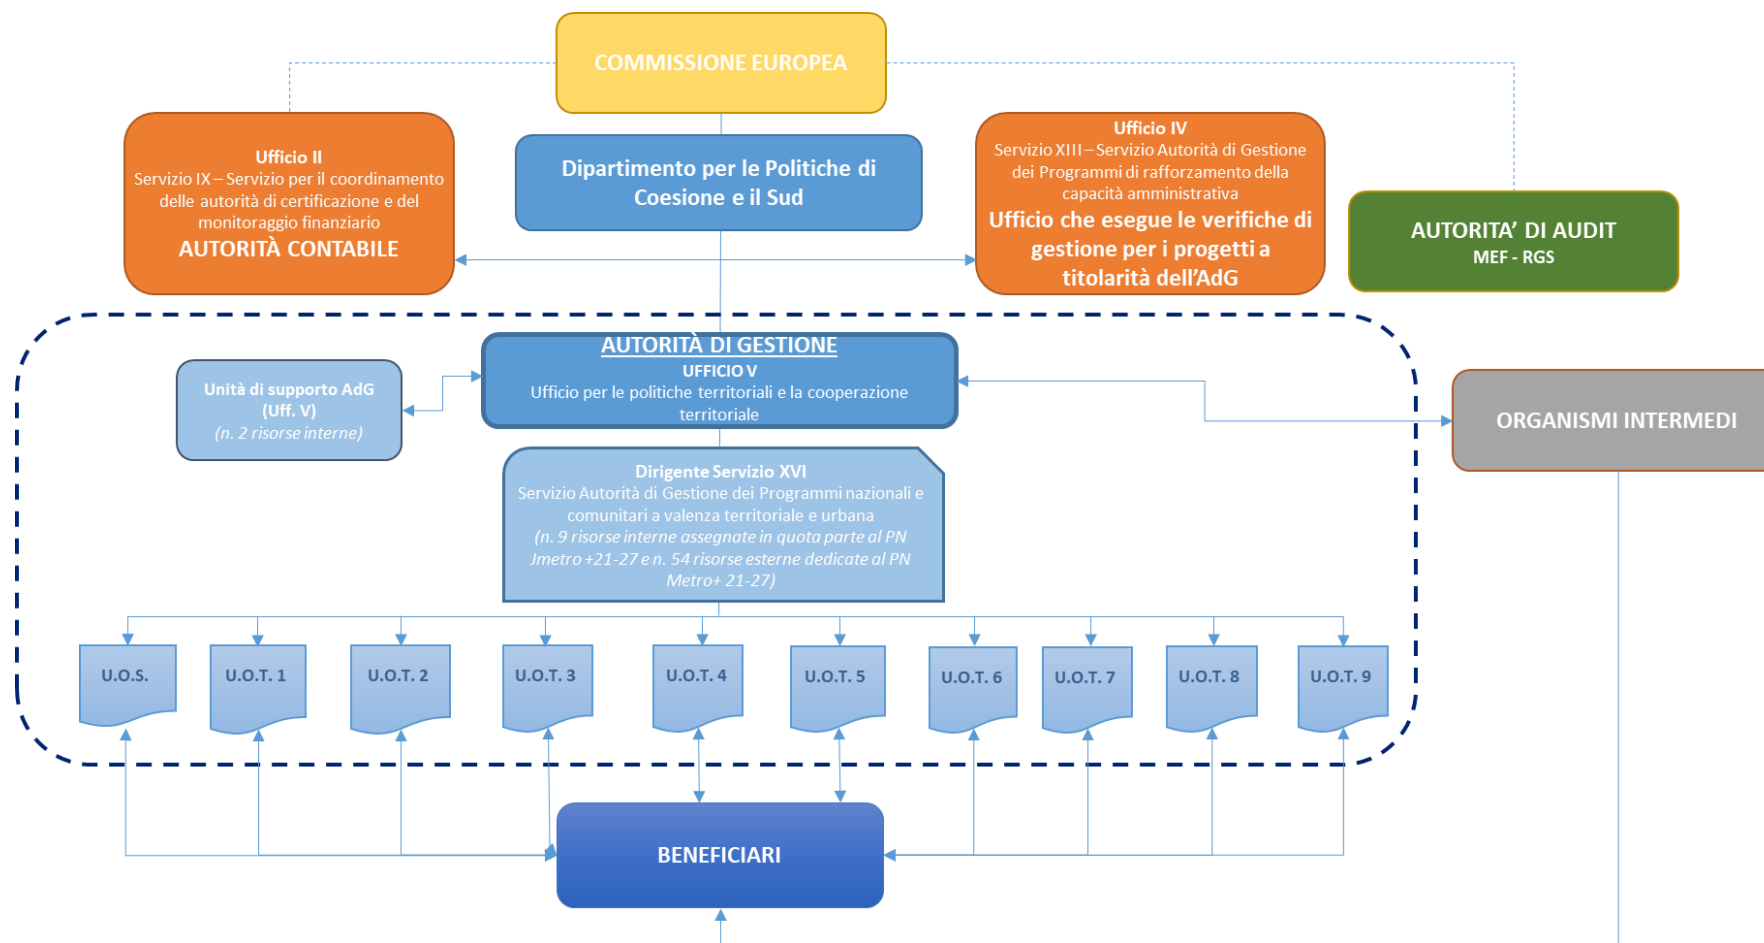 COMMISSIONE EUROPEA
Ufficio II
Servizio IX – Servizio per il coordinamento
delle autorità di certificazione e del
monitoraggio finanziario
AUTORITÀ CONTABILE
Dipartimento per le Politiche di
Coesione e il Sud
Ufficio IV
Servizio XIII – Servizio Autorità di Gestione
dei Programmi di rafforzamento della
capacità amministrativa
Ufficio che esegue le verifiche di
gestione per i progetti a
titolarità dell'AdG
AUTORITA' DI AUDIT
MEF - RGS
AUTORITÀ DI GESTIONE
UFFICIO V
Ufficio per le politiche territoriali e la cooperazione
territoriale
Unità di supporto AdG
(Uff. V)
(n. 2 risorse interne)
ORGANISMI INTERMEDI
Dirigente Servizio XVI
Servizio Autorità di Gestione dei Programmi nazionali e
comunitari a valenza territoriale e urbana
(n. 9 risorse interne assegnate in quota parte al PN
Jmetro +21-27 e n. 54 risorse esterne dedicate al PN
Metro+ 21-27)
U.O.S.
U.O.T. 1
U.O.T. 2
U.O.T. 3
U.O.T. 4
U.O.T. 5
U.O.T. 6
U.O.T. 7
U.O.T. 8
U.O.T. 9
BENEFICIARI